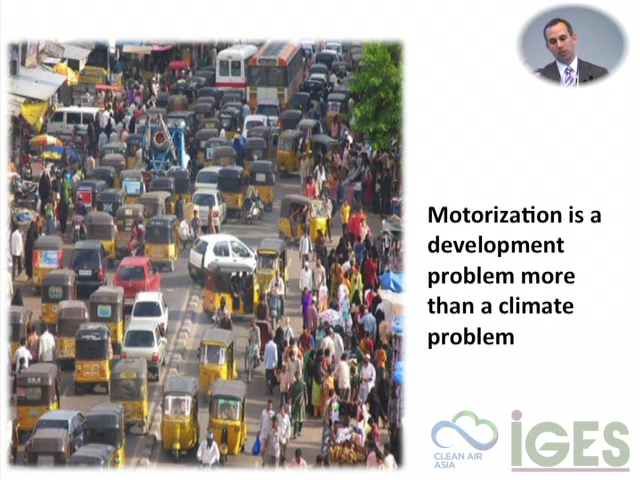 Motorization is a
development
problem more
than a climate
problem
CLEAN AIR
ASIA
IGES